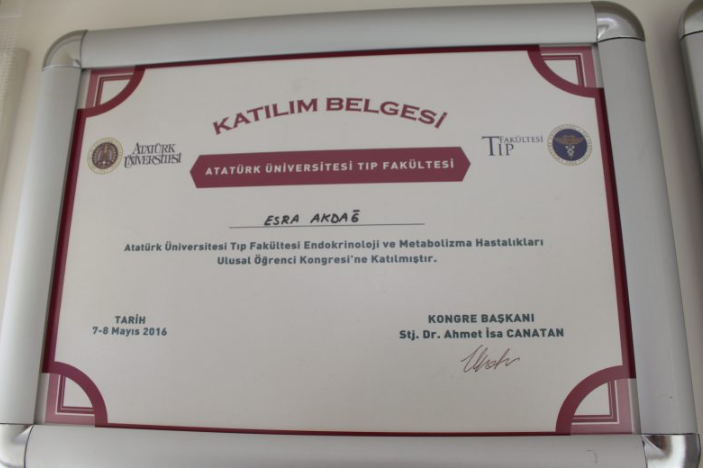 KATILIM BELGESİ
ATATÜRK ÜNİVERSİTESİ
TIP FAKÜLTESİ
ATATÜRK ÜNİVERSİTESİ TIP FAKÜLTESİ
ESRA AKDAĞ
Atatürk Üniversitesi Tıp Fakültesi Endokrinoloji ve Metabolizma Hastalıkları
Ulusal Öğrenci Kongresi'ne Katılmıştır.
TARİH
7-8 Mayıs 2016
KONGRE BAŞKANI
Stj. Dr. Ahmet İsa CANATAN